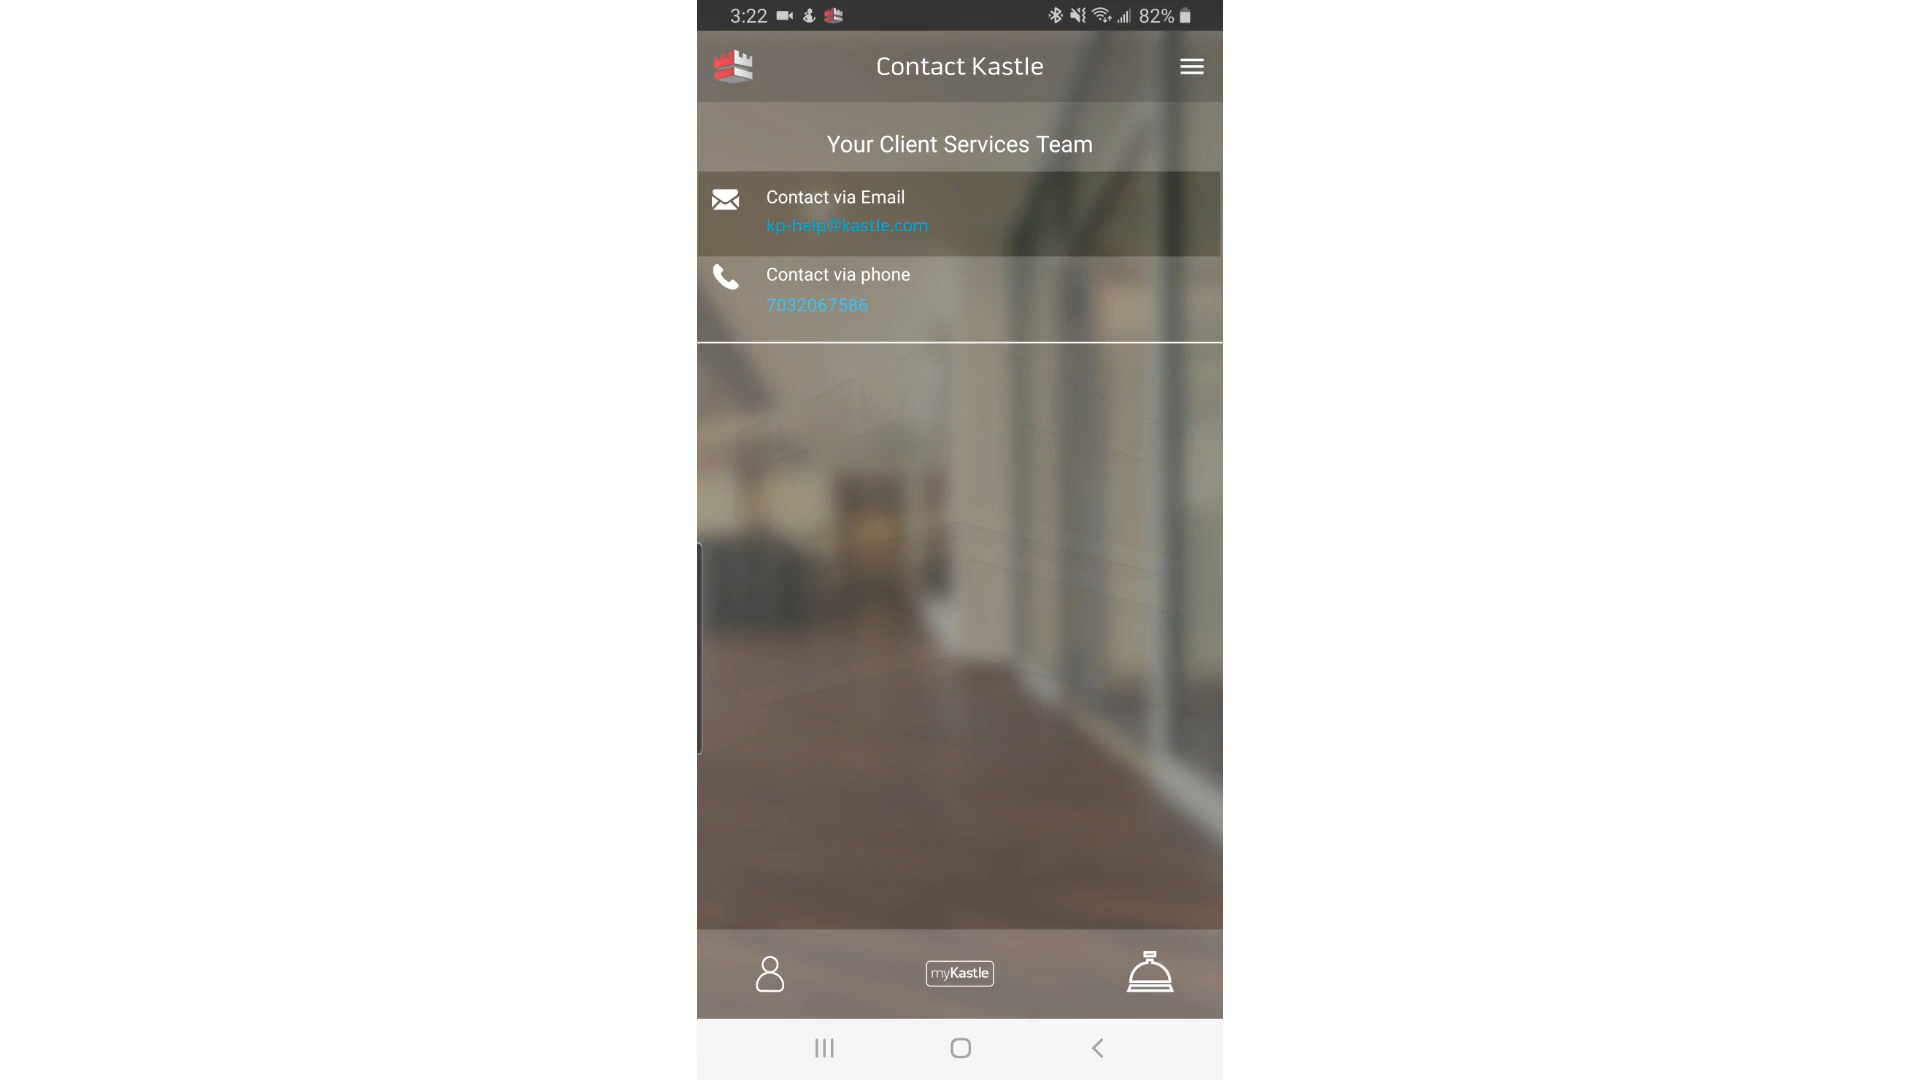 3:22
82%
Contact Kastle
Your Client Services Team
Contact via Email
kp-help@kastle.com
Contact via phone
7032067586
myKastle